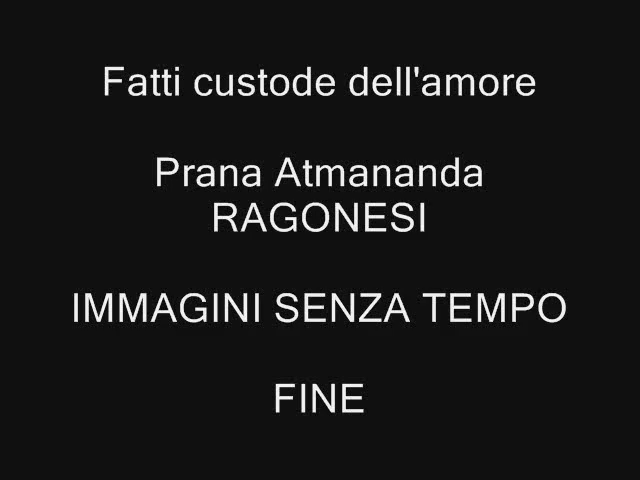 Fatti custode dell'amore
Prana Atmananda
RAGONESI
IMMAGINI SENZA TEMPO
FINE